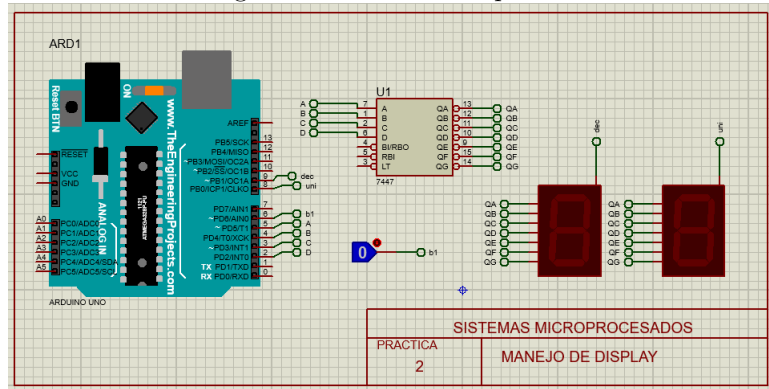 ARD1
Reset BTN
ON
www.TheEngineeringProjects.com
ANALOG IN
ATMEGA328P-PU
1121
RESET
VCC
GND
A0 PC0/ADC0
A1 PC1/ADC1
A2 PC2/ADC2
A3 PC3/ADC3
A4 PC4/ADC4/SDA
A5 PC5/ADC5/SCL
AREF
PB5/SCK 13
PB4/MISO 12
~PB3/MOSI/OC2A 11
~PB2/SS/OC1B 10
~PB1/OC1A 9 dec
PB0/ICP1/CLKO 8 uni
PD7/AIN1 7
~PD6/AIN0 6 b1
~PD5/T1 5 A
PD4/T0/XCK 4 B
~PD3/INT1 3 C
PD2/INT0 2 D
TX PD1/TXD 1
RX PD0/RXD 0
ARDUINO UNO
U1
A 7 A QA 13 QA
B 1 B QB 12 QB
C 2 C QC 11 QC
D 6 D QD 10 QD
4 BI/RBO QE 9 QE
5 RBI QF 15 QF
3 LT QG 14 QG
7447
0 b1
dec
QA
QB
QC
QD
QE
QF
QG
uni
QA
QB
QC
QD
QE
QF
QG
SISTEMAS MICROPROCESADOS
PRACTICA
2
MANEJO DE DISPLAY